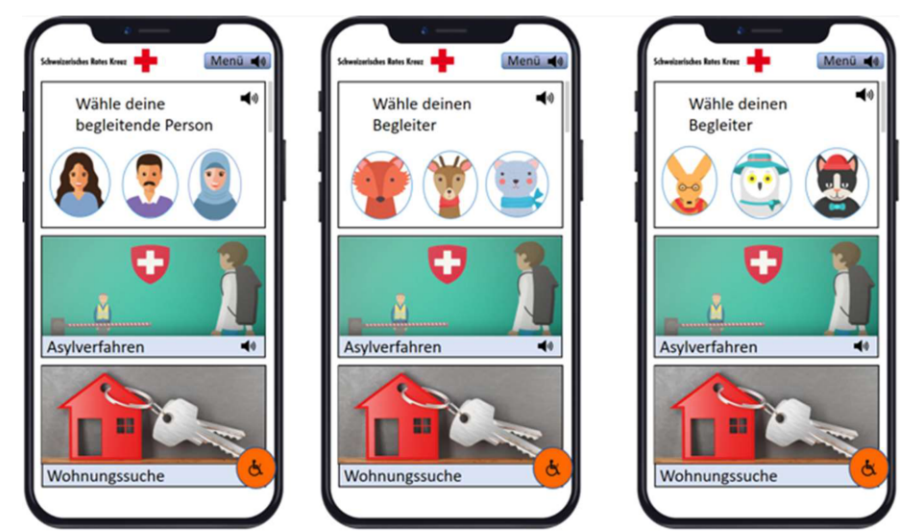 Schweizerisches Rotes Kreuz
Menü
Wähle deine
begleitende Person
Asylverfahren
Wohnungssuche
Schweizerisches Rotes Kreuz
Menü
Wähle deinen
Begleiter
Asylverfahren
Wohnungssuche
Schweizerisches Rotes Kreuz
Menü
Wähle deinen
Begleiter
Asylverfahren
Wohnungssuche